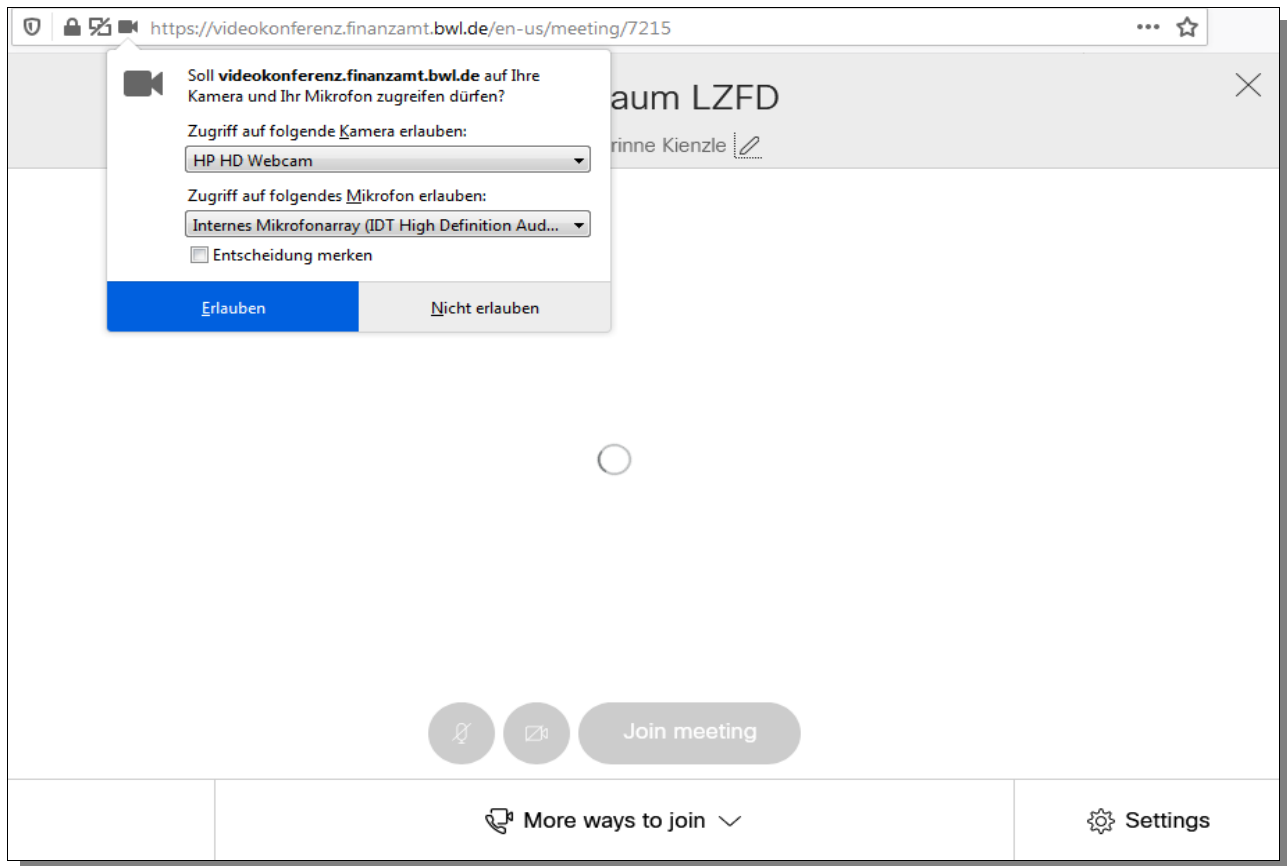 https://videokonferenz.finanzamt.bwl.de/en-us/meeting/7215
Soll videokonferenz.finanzamt.bwl.de auf Ihre
Kamera und Ihr Mikrofon zugreifen dürfen?
Zugriff auf folgende Kamera erlauben:
HP HD Webcam
Zugriff auf folgendes Mikrofon erlauben:
Internes Mikrofonarray (IDT High Definition Aud...
Entscheidung merken
Erlauben Nicht erlauben
aum LZFD
rinne Kienzle
Join meeting
More ways to join
Settings